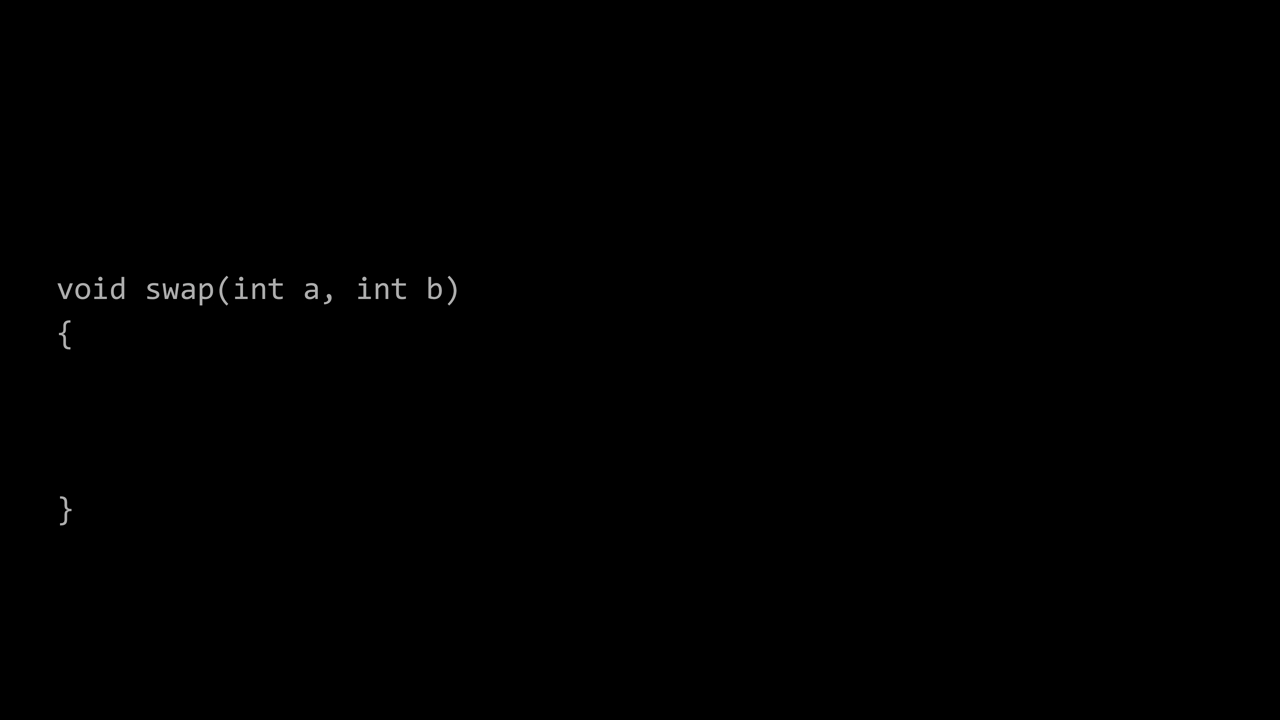 void swap(int a, int b)
{
}